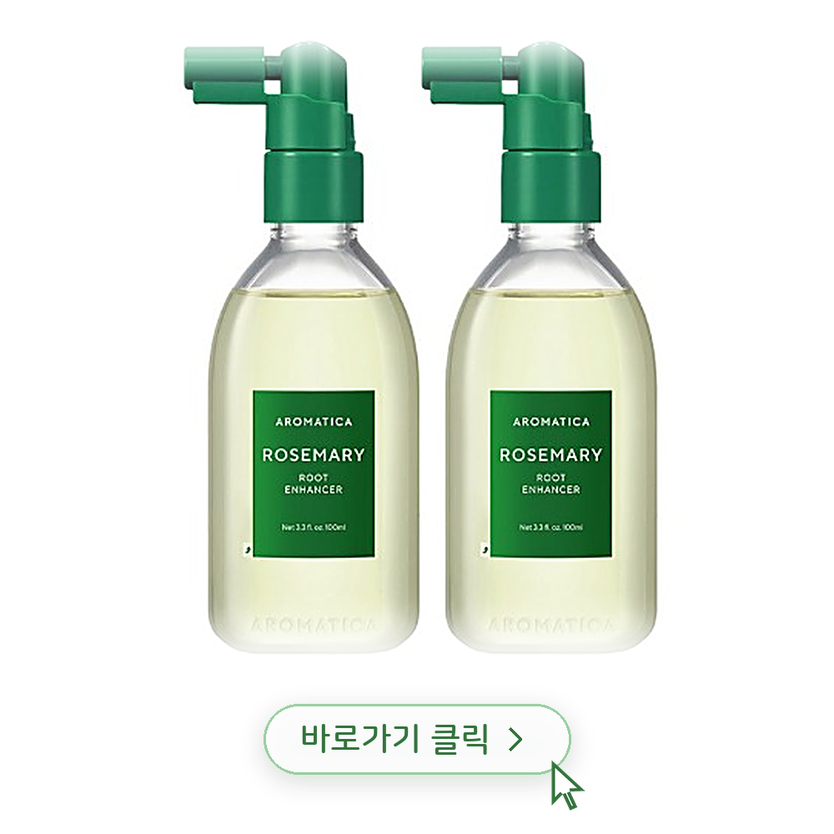 AROMATICA
ROSEMARY
ROOT
ENHANCER
Net 3.3 fl. oz. 100ml
AROMATICA
AROMATICA
ROSEMARY
ROOT
ENHANCER
Net 3.3 fl. oz. 100ml
AROMATICA
바로가기 클릭 >